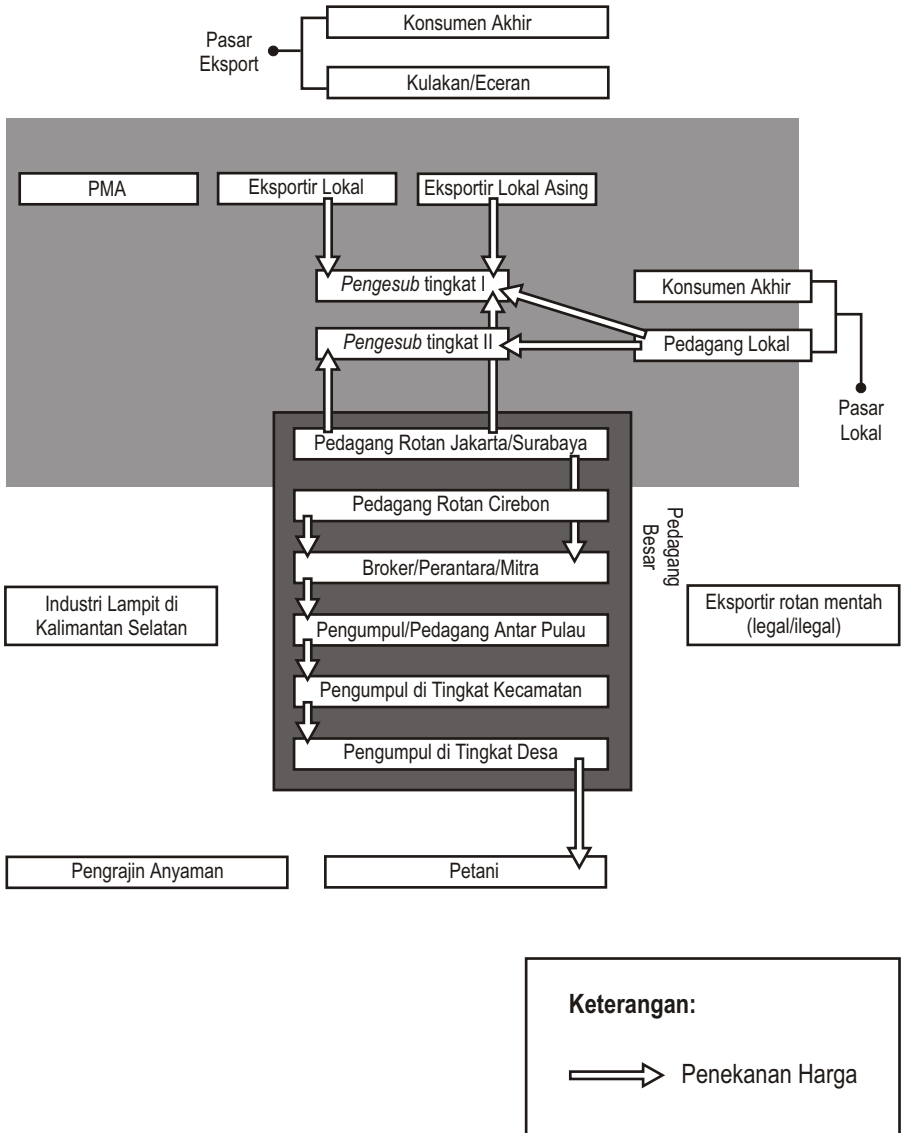 Pasar
Eksport
Konsumen Akhir
Kulakan/Eceran
PMA
Eksportir Lokal
Eksportir Lokal Asing
Pengesub tingkat I
Pengesub tingkat II
Konsumen Akhir
Pedagang Lokal
Pasar
Lokal
Pedagang Rotan Jakarta/Surabaya
Pedagang Rotan Cirebon
Broker/Perantara/Mitra
Pengumpul/Pedagang Antar Pulau
Pengumpul di Tingkat Kecamatan
Pengumpul di Tingkat Desa
Pedagang
Besar
Industri Lampit di
Kalimantan Selatan
Eksportir rotan mentah
(legal/ilegal)
Pengrajin Anyaman
Petani
Keterangan:
Penekanan Harga